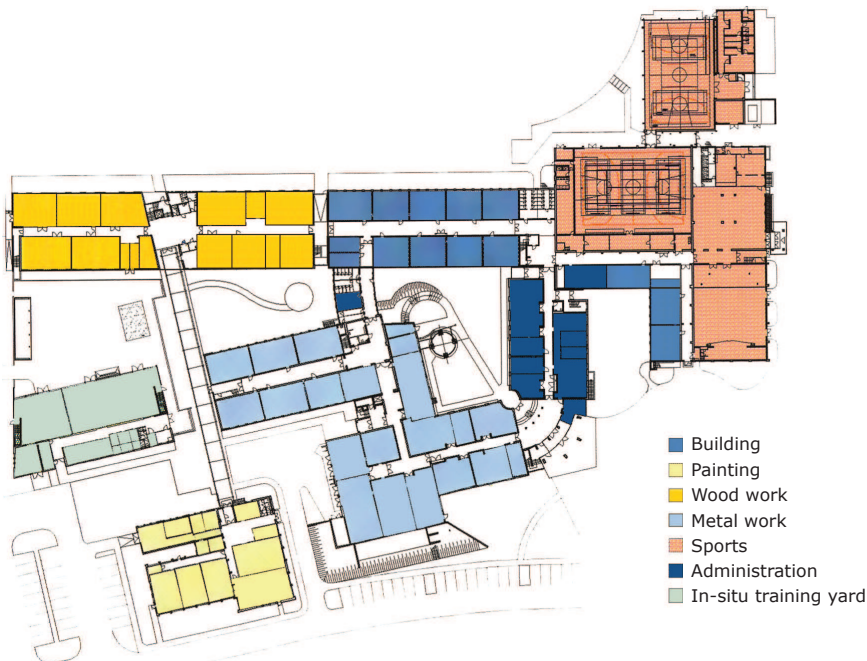 Building
Painting
Wood work
Metal work
Sports
Administration
In-situ training yard